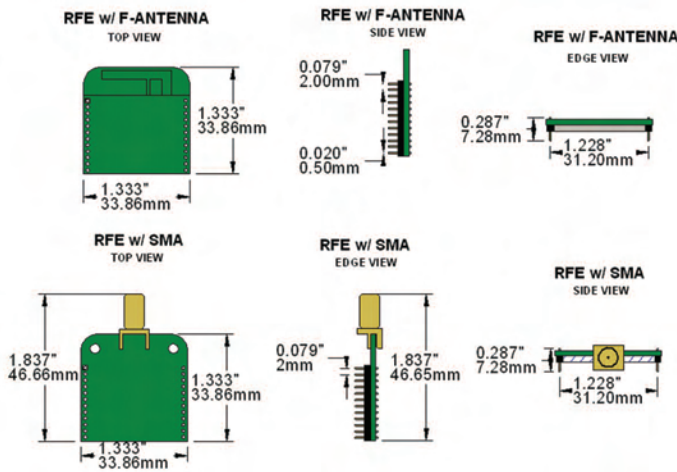 RFE w/ F-ANTENNA
TOP VIEW
1.333"
33.86mm
1.333"
33.86mm
RFE w/ F-ANTENNA
SIDE VIEW
0.079"
2.00mm
0.020"
0.50mm
RFE w/ F-ANTENNA
EDGE VIEW
0.287"
7.28mm
1.228"
31.20mm
RFE w/ SMA
TOP VIEW
1.837"
46.66mm
1.333"
33.86mm
1.333"
33.86mm
RFE w/ SMA
EDGE VIEW
0.079"
2mm
1.837"
46.65mm
RFE w/ SMA
SIDE VIEW
0.287"
7.28mm
1.228"
31.20mm